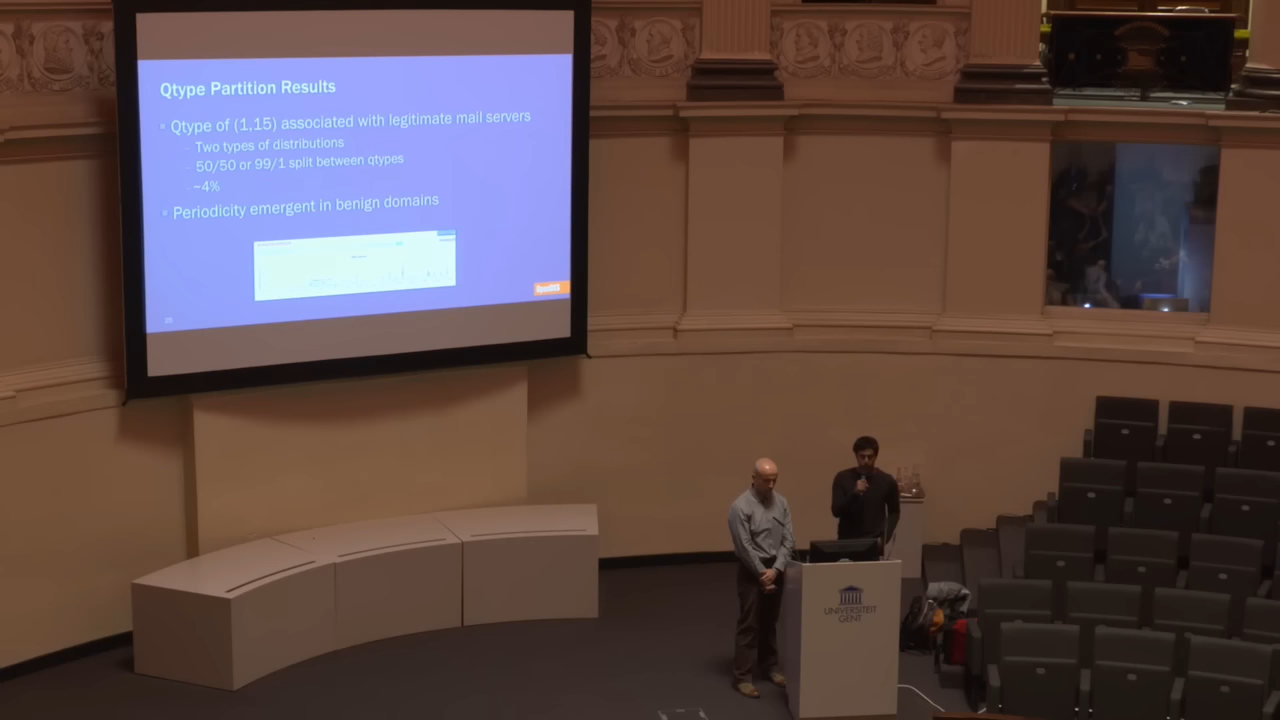 Qtype Partition Results
Qtype of (1,15) associated with legitimate mail servers
Two types of distributions
50/50 or 99/1 split between qtypes
~4%
Periodicity emergent in benign domains
OpenDNS
UNIVERSITEIT
GENT